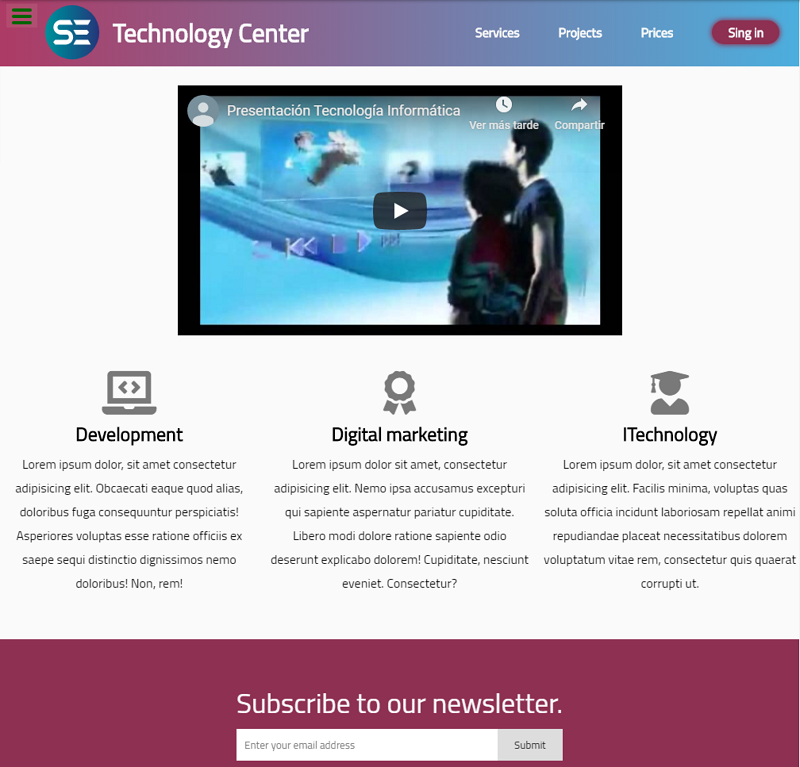 SE Technology Center
Services Projects Prices Sing in
Presentación Tecnología Informática
Ver más tarde Compartir
Development
Lorem ipsum dolor, sit amet consectetur
adipisicing elit. Obcaecati eaque quod alias,
doloribus fuga consequuntur perspiciatis!
Asperiores voluptas esse ratione officiis ex
saepe sequi distinctio dignissimos nemo
doloribus! Non, rem!
Digital marketing
Lorem ipsum dolor sit amet, consectetur
adipisicing elit. Nemo ipsa accusamus excepturi
qui sapiente aspernatur pariatur cupiditate.
Libero modi dolore ratione sapiente odio
deserunt explicabo dolorem! Cupiditate, nesciunt
eveniet. Consectetur?
ITechnology
Lorem ipsum dolor, sit amet consectetur
adipisicing elit. Facilis minima, voluptas quas
soluta officia incidunt laboriosam repellat animi
repudiandae placeat necessitatibus dolorem
voluptatum vitae rem, consectetur quis quaerat
corrupti ut.
Subscribe to our newsletter.
Enter your email address Submit